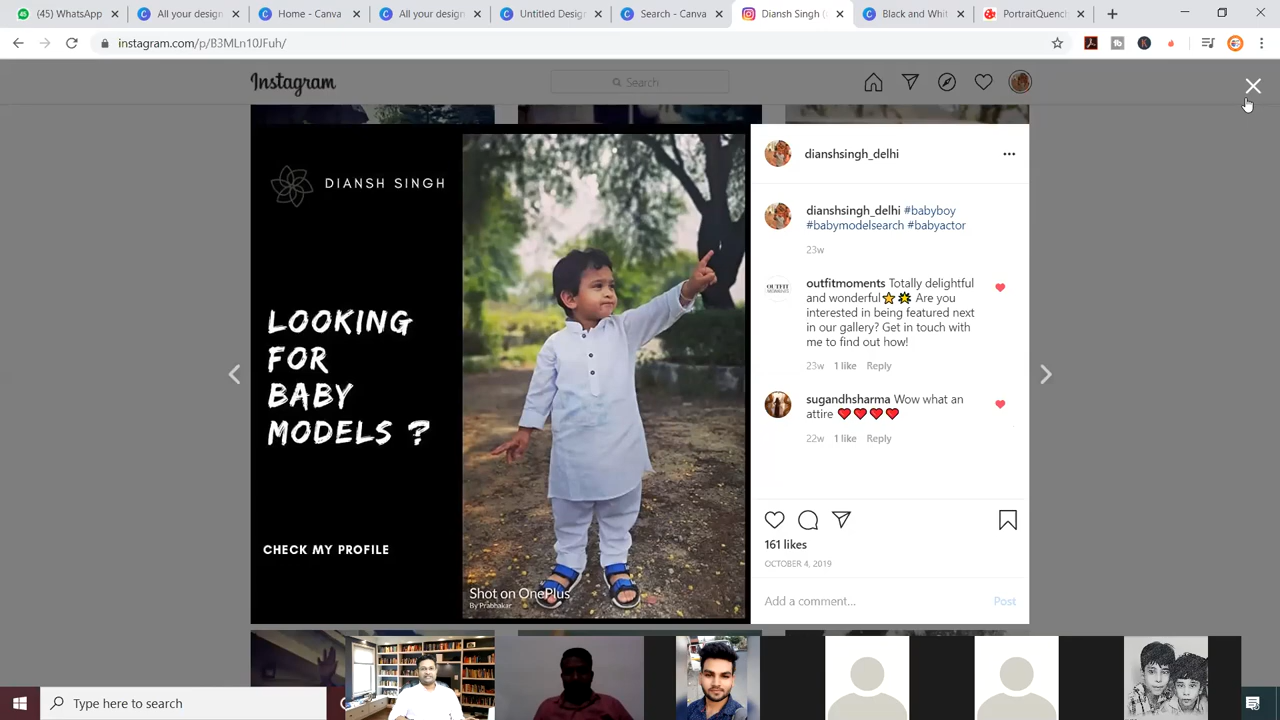 (45) WhatsApp
All your design
Home - Canva
All your design
Untitled Design
Search - Canva
Diansh Singh
Black and Whit
PortraitQuench
instagram.com/p/B3MLn10JFuh/
Instagram
Search
DIANSH SINGH
LOOKING
FOR
BABY
MODELS ?
CHECK MY PROFILE
Shot on OnePlus
By Prabhakar
dianshsingh_delhi
dianshsingh_delhi #babyboy
#babymodelsearch #babyactor
23w
OUTFIT
outfitmoments Totally delightful
and wonderful⭐🌟 Are you
interested in being featured next
in our gallery? Get in touch with
me to find out how!
23w 1 like Reply
sugandhsharma Wow what an
attire ❤️❤️❤️❤️
22w 1 like Reply
161 likes
OCTOBER 4, 2019
Add a comment...
Post
Type here to search